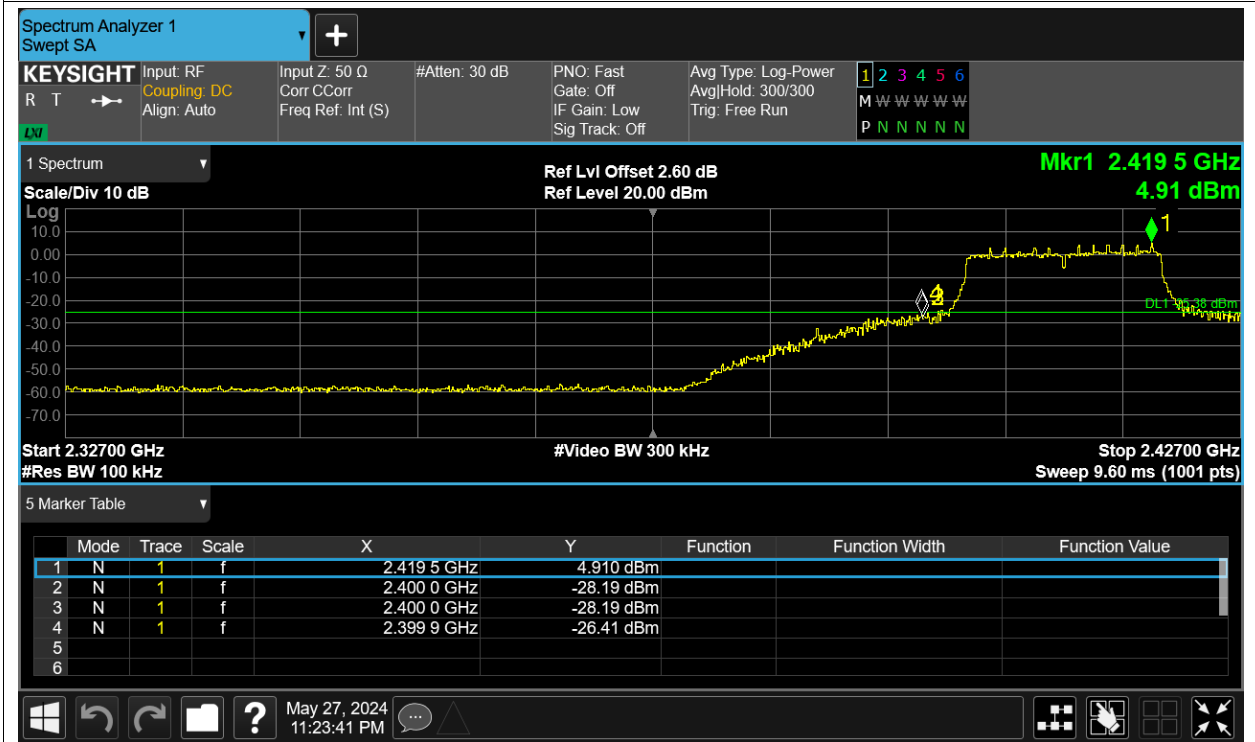 Spectrum Analyzer 1
Swept SA
KEYSIGHT Input: RF Input Z: 50 Ω #Atten: 30 dB PNO: Fast Avg Type: Log-Power 1 2 3 4 5 6
R T Coupling: DC Corr CCorr Gate: Off Avg|Hold: 300/300 M W W W W W
Align: Auto Freq Ref: Int (S) IF Gain: Low Trig: Free Run P N N N N N
LXI Sig Track: Off
1 Spectrum Ref Lvl Offset 2.60 dB Mkr1 2.419 5 GHz
Scale/Div 10 dB Ref Level 20.00 dBm 4.91 dBm
Log
1
10.0
0.00
-10.0
-20.0
DL1 -25.38 dBm
-30.0
-40.0
-50.0
-60.0
-70.0
Start 2.32700 GHz #Video BW 300 kHz Stop 2.42700 GHz
#Res BW 100 kHz Sweep 9.60 ms (1001 pts)
5 Marker Table
Mode Trace Scale X Y Function Function Width Function Value
1 N 1 f 2.419 5 GHz 4.910 dBm
2 N 1 f 2.400 0 GHz -28.19 dBm
3 N 1 f 2.400 0 GHz -28.19 dBm
4 N 1 f 2.399 9 GHz -26.41 dBm
5
6
? May 27, 2024
11:23:41 PM